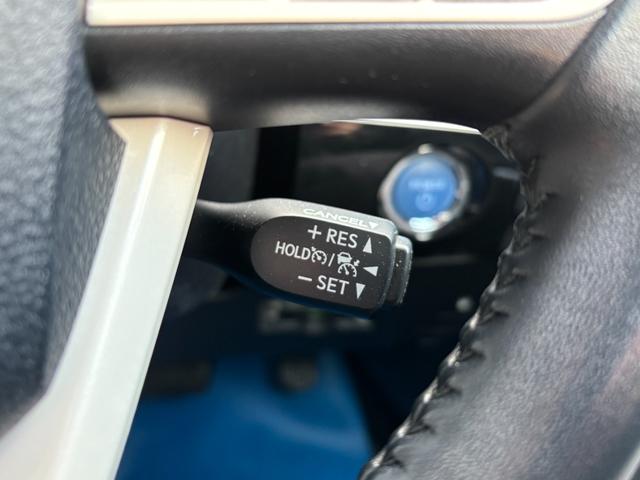 CANCEL
+ RES ▲
HOLD / ◀
− SET ▼